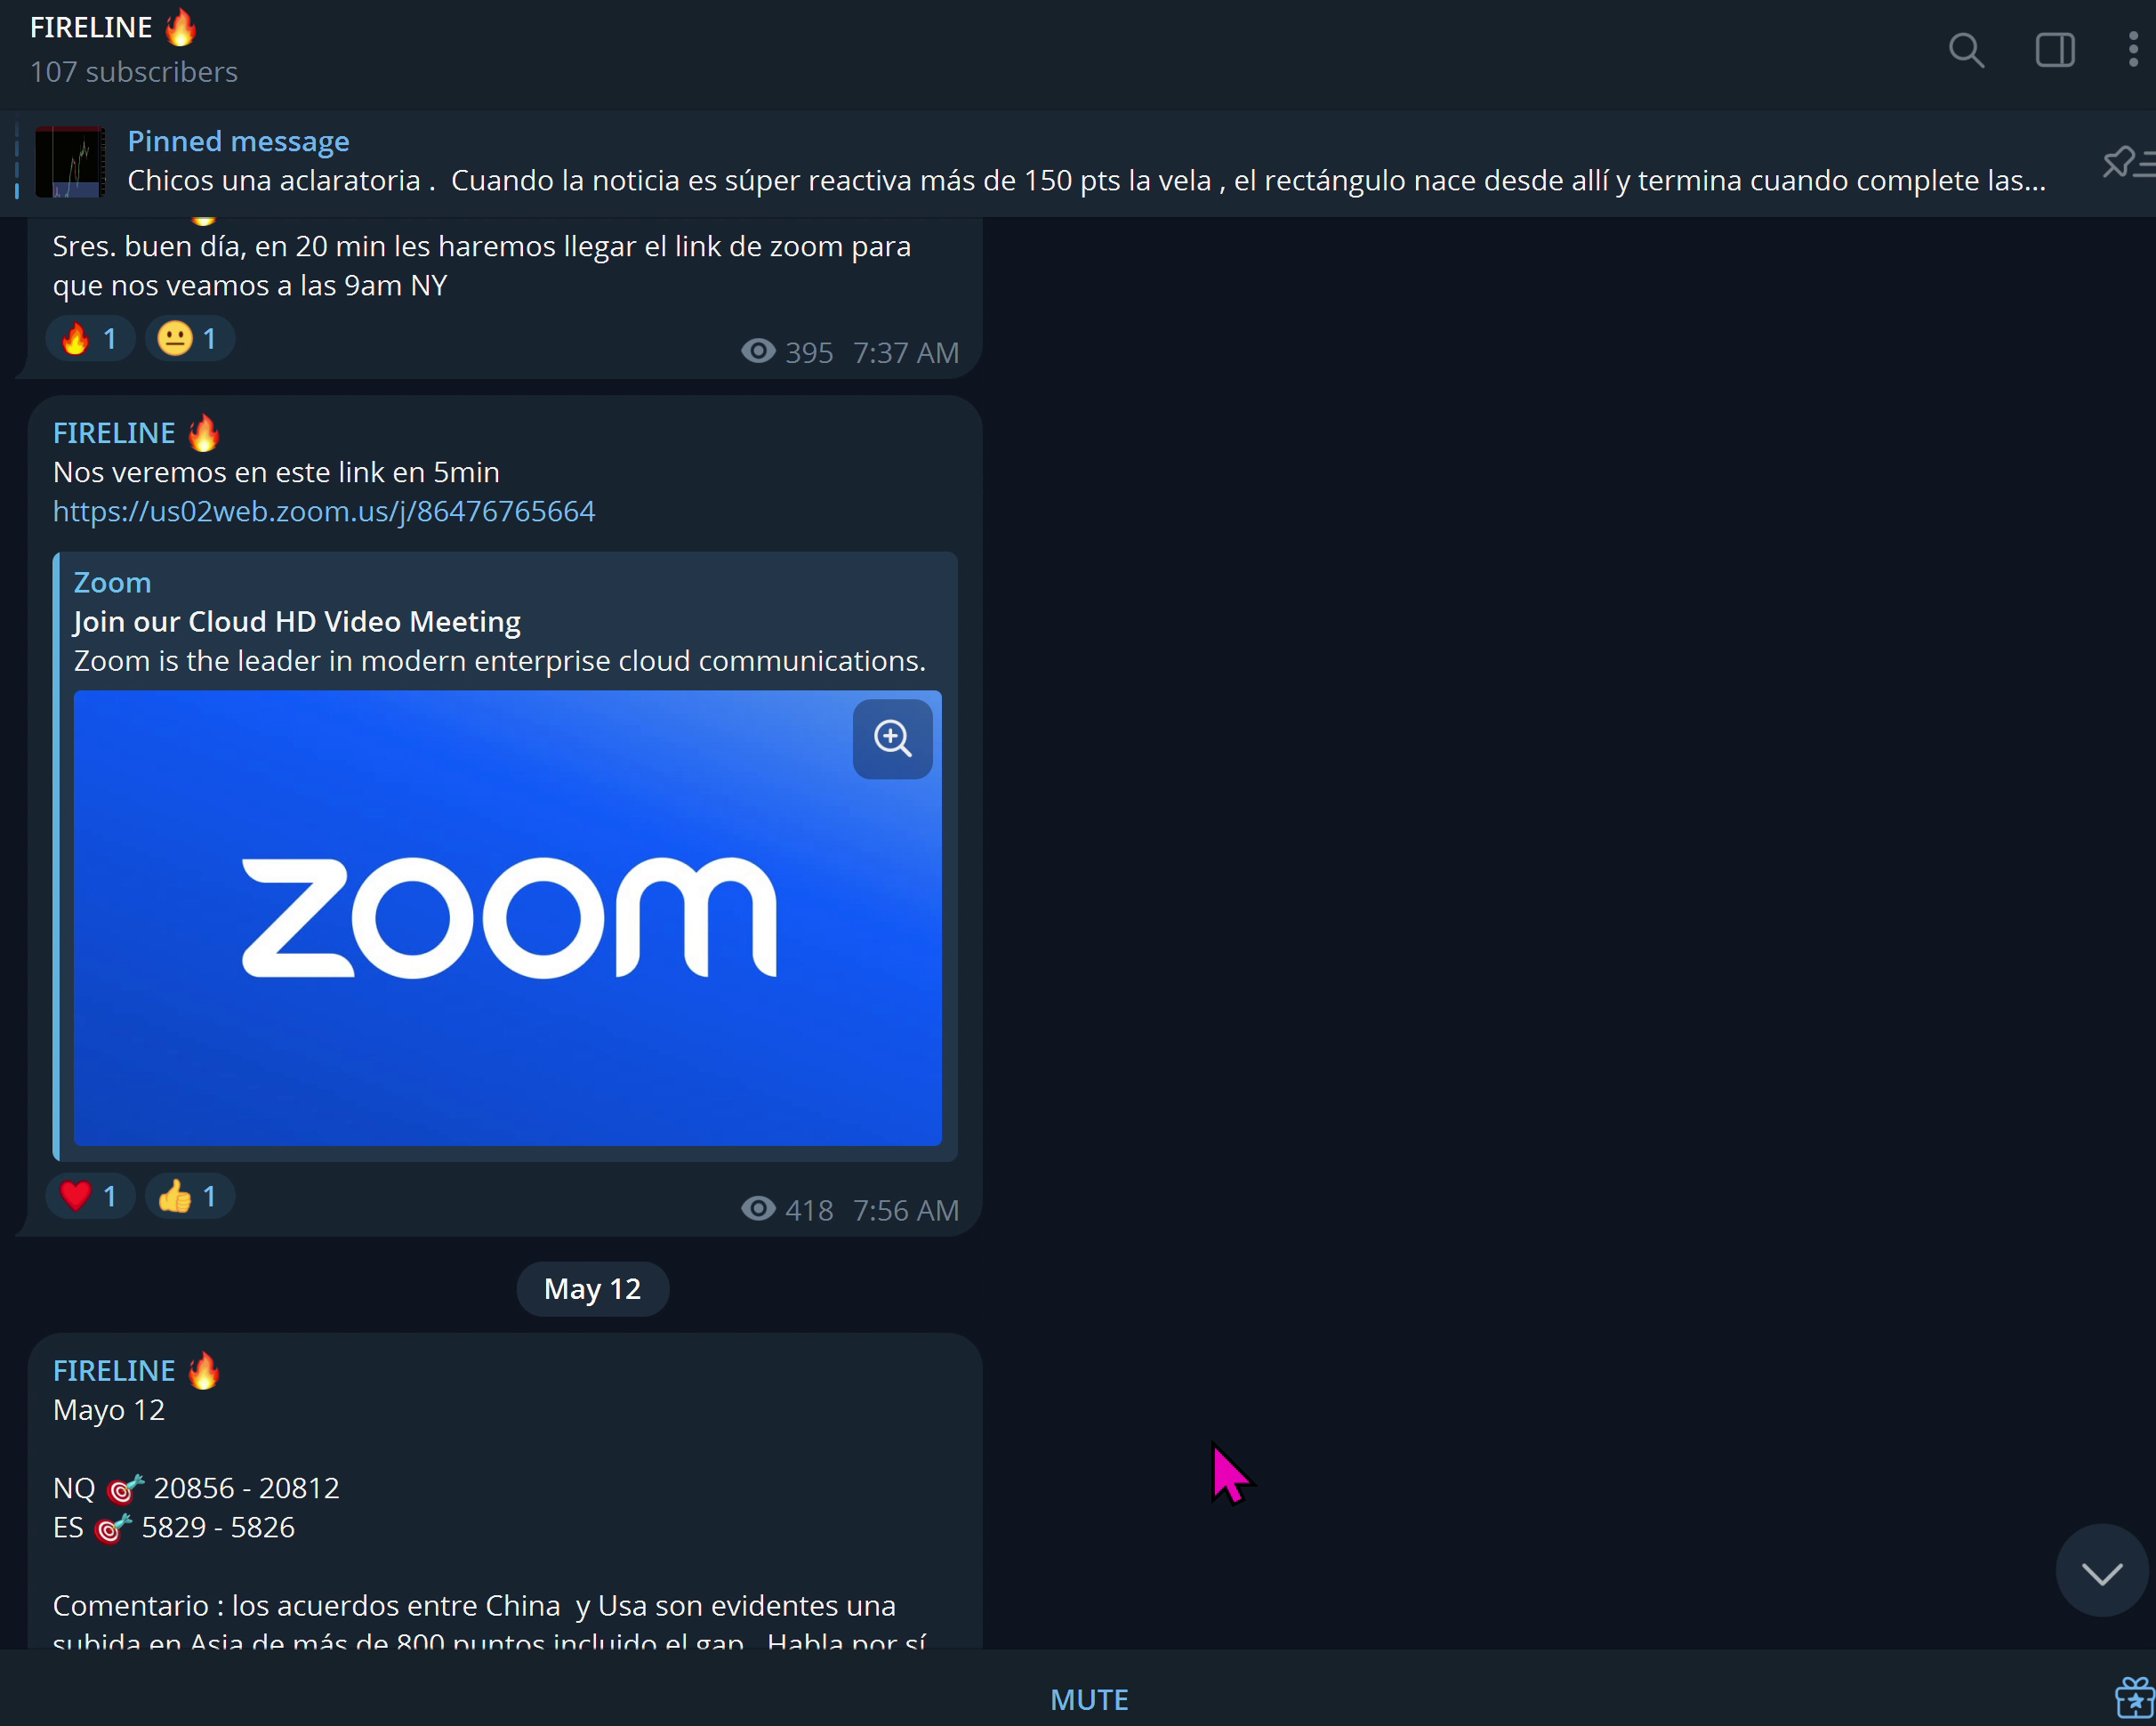 FIRELINE 🔥
107 subscribers
Pinned message
Chicos una aclaratoria .  Cuando la noticia es súper reactiva más de 150 pts la vela , el rectángulo nace desde allí y termina cuando complete las...
Sres. buen día, en 20 min les haremos llegar el link de zoom para
que nos veamos a las 9am NY
🔥 1 😐 1
395 7:37 AM
FIRELINE 🔥
Nos veremos en este link en 5min
https://us02web.zoom.us/j/86476765664
Zoom
Join our Cloud HD Video Meeting
Zoom is the leader in modern enterprise cloud communications.
zoom
❤️ 1 👍 1
418 7:56 AM
May 12
FIRELINE 🔥
Mayo 12
NQ 🎯 20856 - 20812
ES 🎯 5829 - 5826
Comentario : los acuerdos entre China  y Usa son evidentes una
subida en Asia de más de 800 puntos incluido el gap . Habla por sí
MUTE